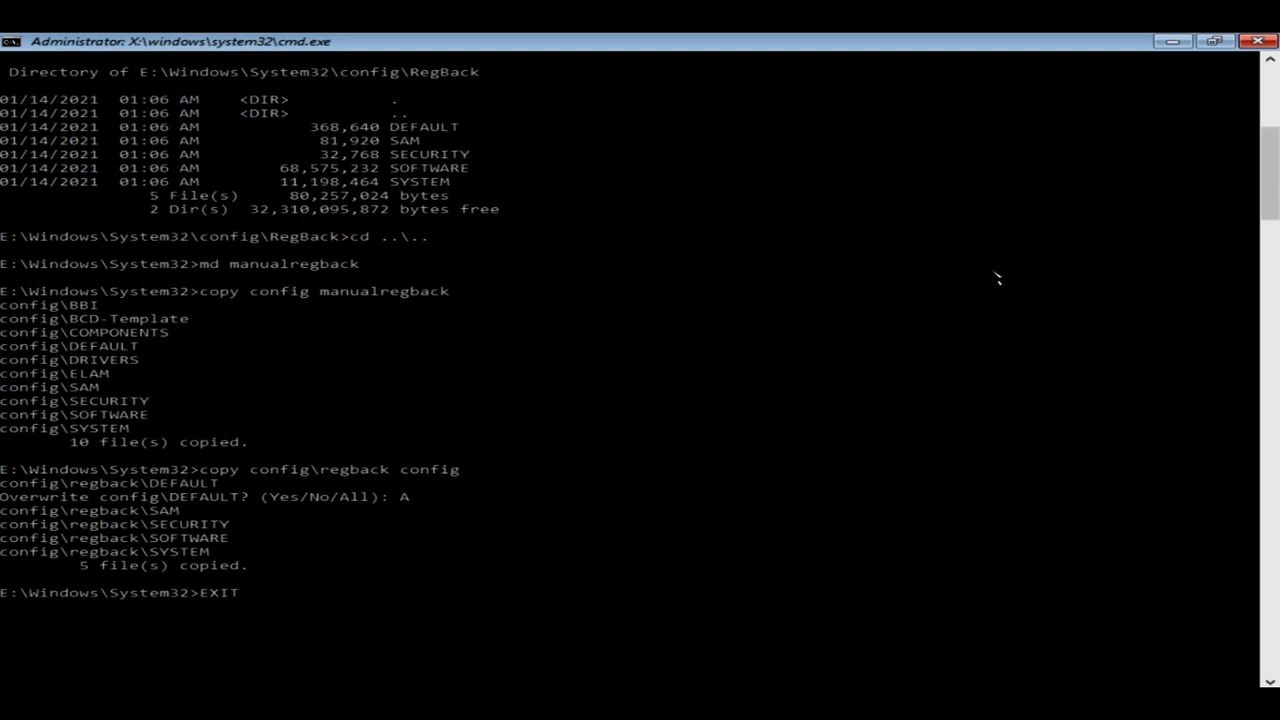 Administrator: X:\windows\system32\cmd.exe
Directory of E:\Windows\System32\config\RegBack
01/14/2021 01:06 AM <DIR> .
01/14/2021 01:06 AM <DIR> ..
01/14/2021 01:06 AM 368,640 DEFAULT
01/14/2021 01:06 AM 81,920 SAM
01/14/2021 01:06 AM 32,768 SECURITY
01/14/2021 01:06 AM 68,575,232 SOFTWARE
01/14/2021 01:06 AM 11,198,464 SYSTEM
5 File(s) 80,257,024 bytes
2 Dir(s) 32,310,095,872 bytes free
E:\Windows\System32\config\RegBack>cd ..\..
E:\Windows\System32>md manualregback
E:\Windows\System32>copy config manualregback
config\BBI
config\BCD-Template
config\COMPONENTS
config\DEFAULT
config\DRIVERS
config\ELAM
config\SAM
config\SECURITY
config\SOFTWARE
config\SYSTEM
10 file(s) copied.
E:\Windows\System32>copy config\regback config
config\regback\DEFAULT
Overwrite config\DEFAULT? (Yes/No/All): A
config\regback\SAM
config\regback\SECURITY
config\regback\SOFTWARE
config\regback\SYSTEM
5 file(s) copied.
E:\Windows\System32>EXIT